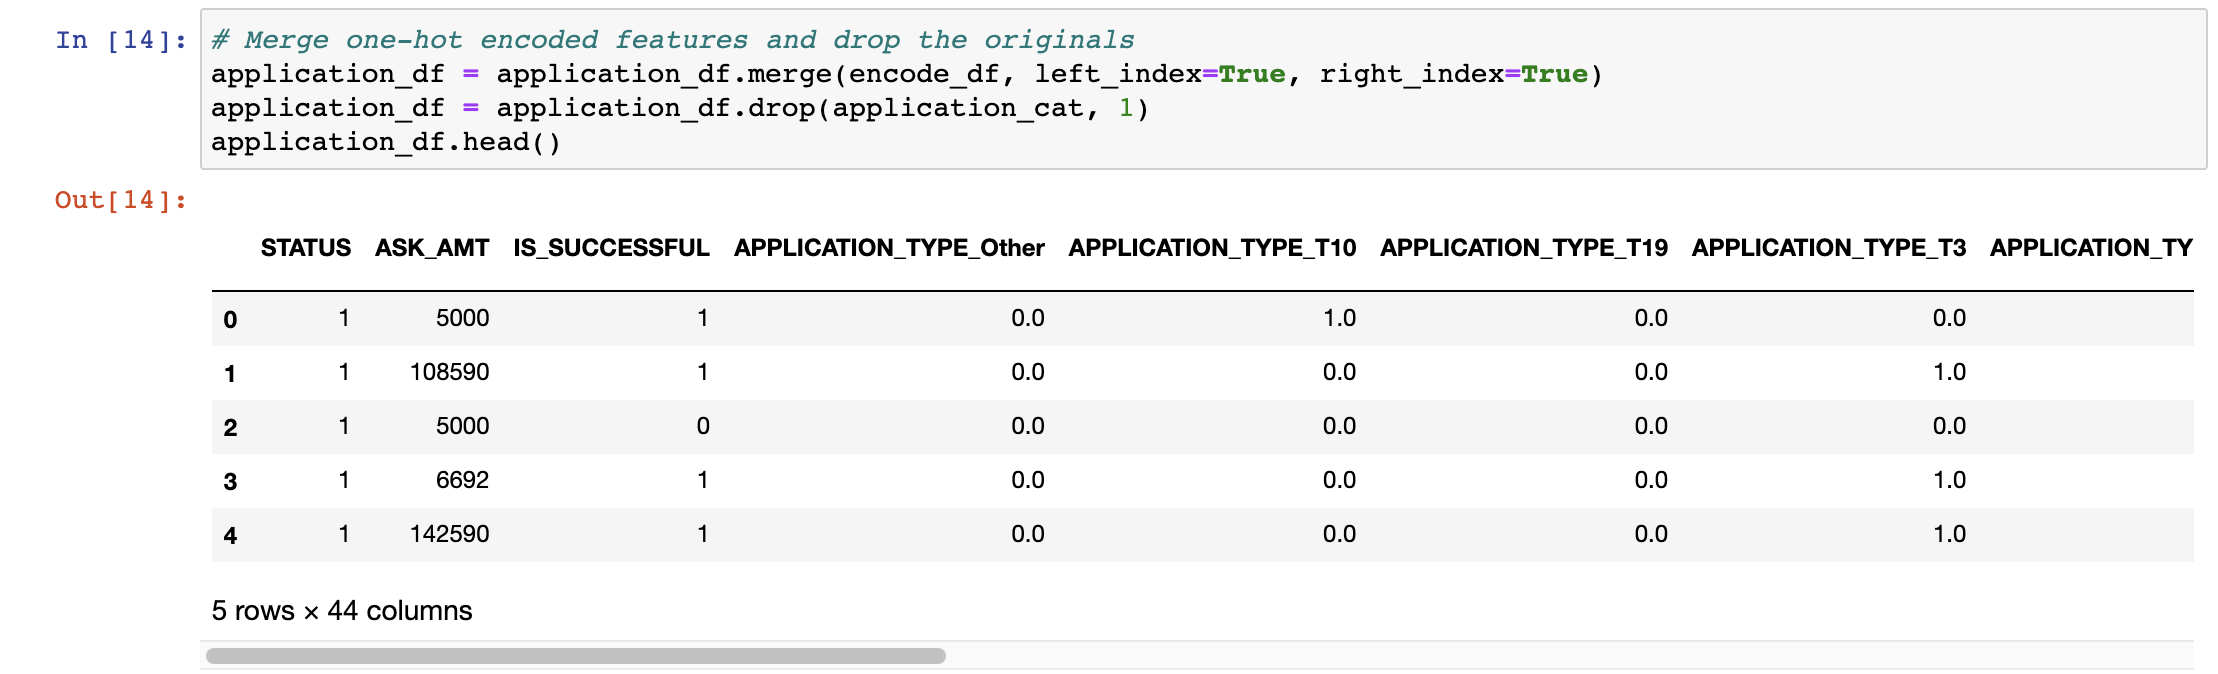 In [14]:
# Merge one-hot encoded features and drop the originals
application_df = application_df.merge(encode_df, left_index=True, right_index=True)
application_df = application_df.drop(application_cat, 1)
application_df.head()
Out[14]:
STATUS ASK_AMT IS_SUCCESSFUL APPLICATION_TYPE_Other APPLICATION_TYPE_T10 APPLICATION_TYPE_T19 APPLICATION_TYPE_T3 APPLICATION_TY
0 1 5000 1 0.0 1.0 0.0 0.0
1 1 108590 1 0.0 0.0 0.0 1.0
2 1 5000 0 0.0 0.0 0.0 0.0
3 1 6692 1 0.0 0.0 0.0 1.0
4 1 142590 1 0.0 0.0 0.0 1.0
5 rows × 44 columns